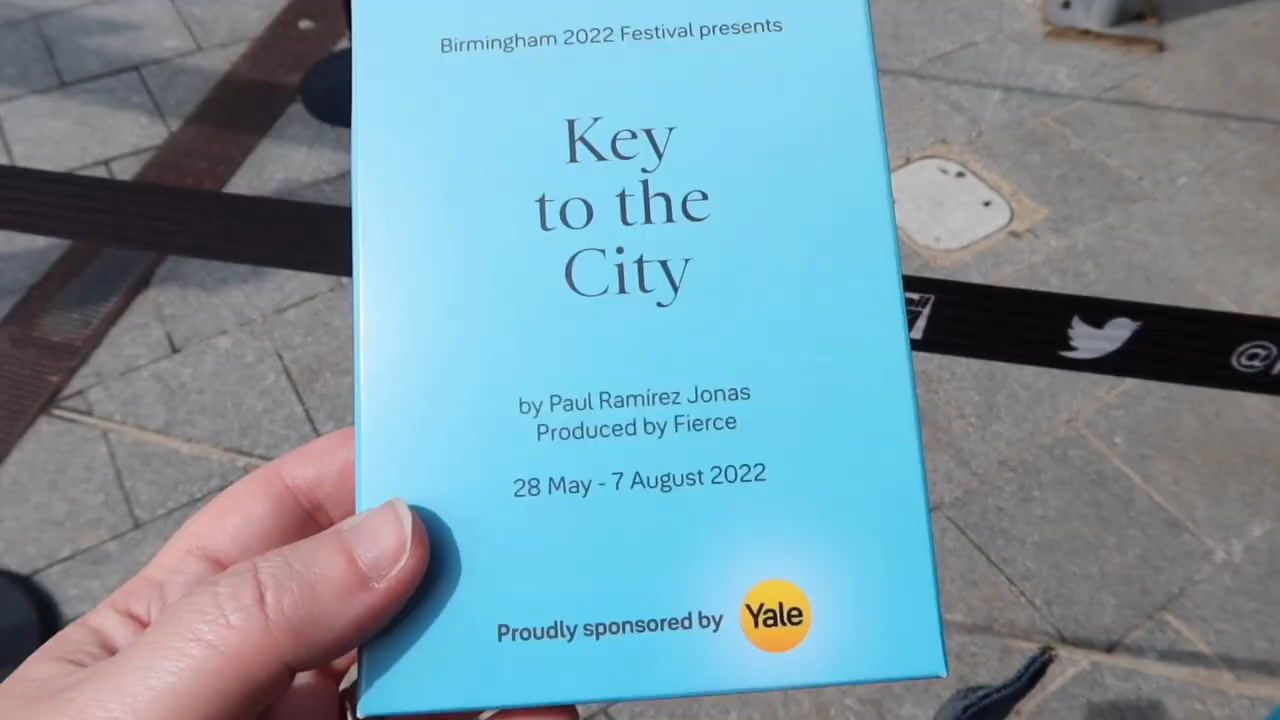 Birmingham 2022 Festival presents
Key
to the
City
by Paul Ramírez Jonas
Produced by Fierce
28 May - 7 August 2022
Proudly sponsored by Yale
@